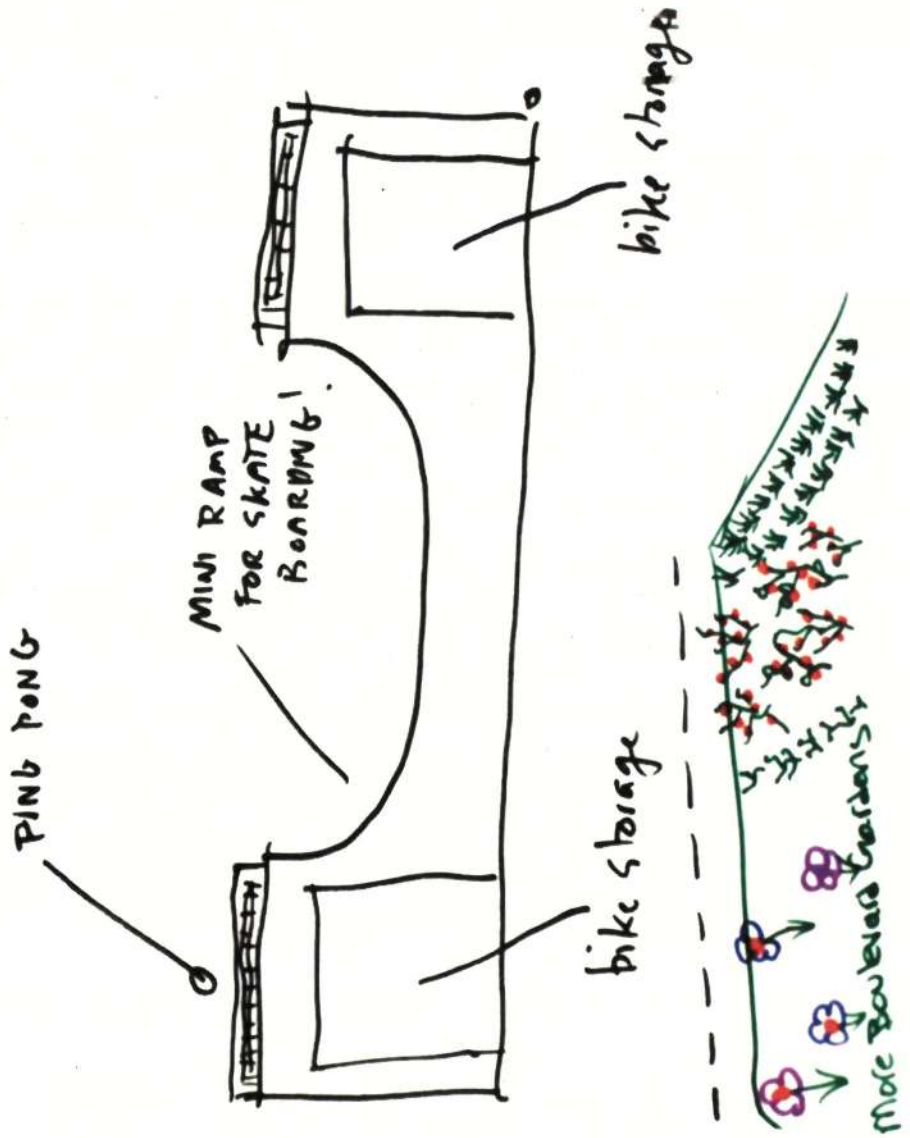 PING PONG
MINI RAMP
FOR SKATE
BOARDING!
bike storage
bike storage
More Boulevard Gardens